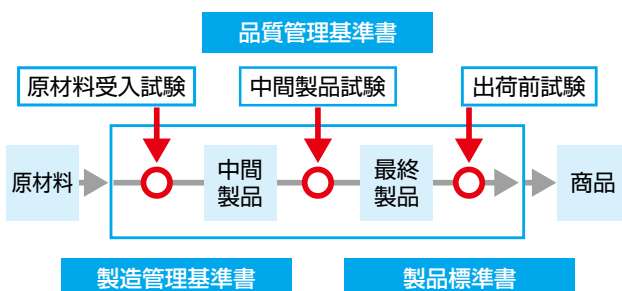 品質管理基準書
原材料受入試験
中間製品試験
出荷前試験
原材料
中間
製品
最終
製品
商品
製造管理基準書
製品標準書